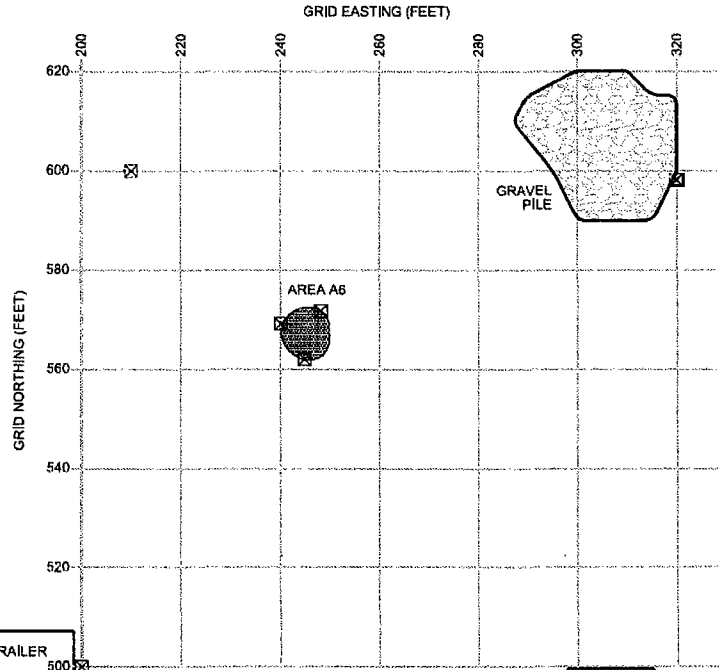 GRID EASTING (FEET)
200 220 240 260 280 300 320
620
600
GRAVEL
PILE
580
AREA A6
GRID NORTHING (FEET)
560
540
520
RAILER
500